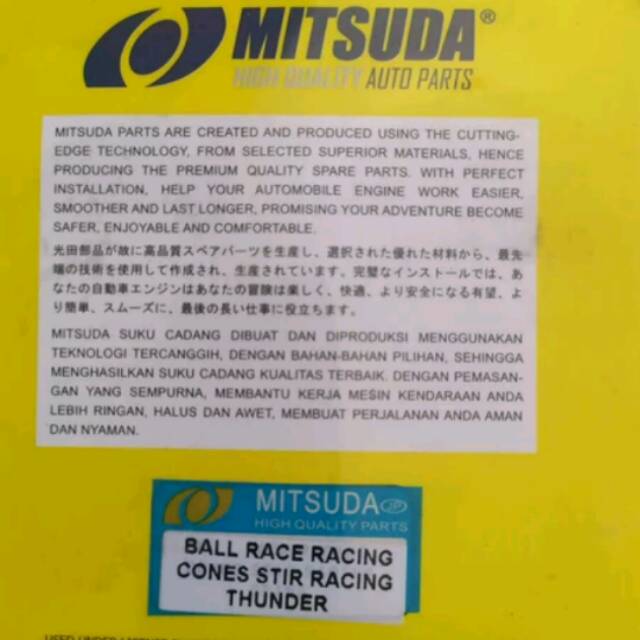 MITSUDA®
HIGH QUALITY AUTO PARTS
MITSUDA PARTS ARE CREATED AND PRODUCED USING THE CUTTING-
EDGE TECHNOLOGY, FROM SELECTED SUPERIOR MATERIALS, HENCE
PRODUCING THE PREMIUM QUALITY SPARE PARTS. WITH PERFECT
INSTALLATION, HELP YOUR AUTOMOBILE ENGINE WORK EASIER,
SMOOTHER AND LAST LONGER, PROMISING YOUR ADVENTURE BECOME
SAFER, ENJOYABLE AND COMFORTABLE.
光田部品が故に高品質スペアパーツを生産し、選択された優れた材料から、最先
端の技術を使用して作成され、生産されています。完璧なインストールでは、あ
なたの自動車エンジンはあなたの冒険は楽しく、快適、より安全になる有望、よ
り簡単、スムーズに、最後の長い仕事に役立ちます。
MITSUDA SUKU CADANG DIBUAT DAN DIPRODUKSI MENGGUNAKAN
TEKNOLOGI TERCANGGIH, DENGAN BAHAN-BAHAN PILIHAN, SEHINGGA
MENGHASILKAN SUKU CADANG KUALITAS TERBAIK. DENGAN PEMASAN-
GAN YANG SEMPURNA, MEMBANTU KERJA MESIN KENDARAAN ANDA
LEBIH RINGAN, HALUS DAN AWET, MEMBUAT PERJALANAN ANDA AMAN
DAN NYAMAN.
MITSUDA JP
HIGH QUALITY PARTS
BALL RACE RACING
CONES STIR RACING
THUNDER